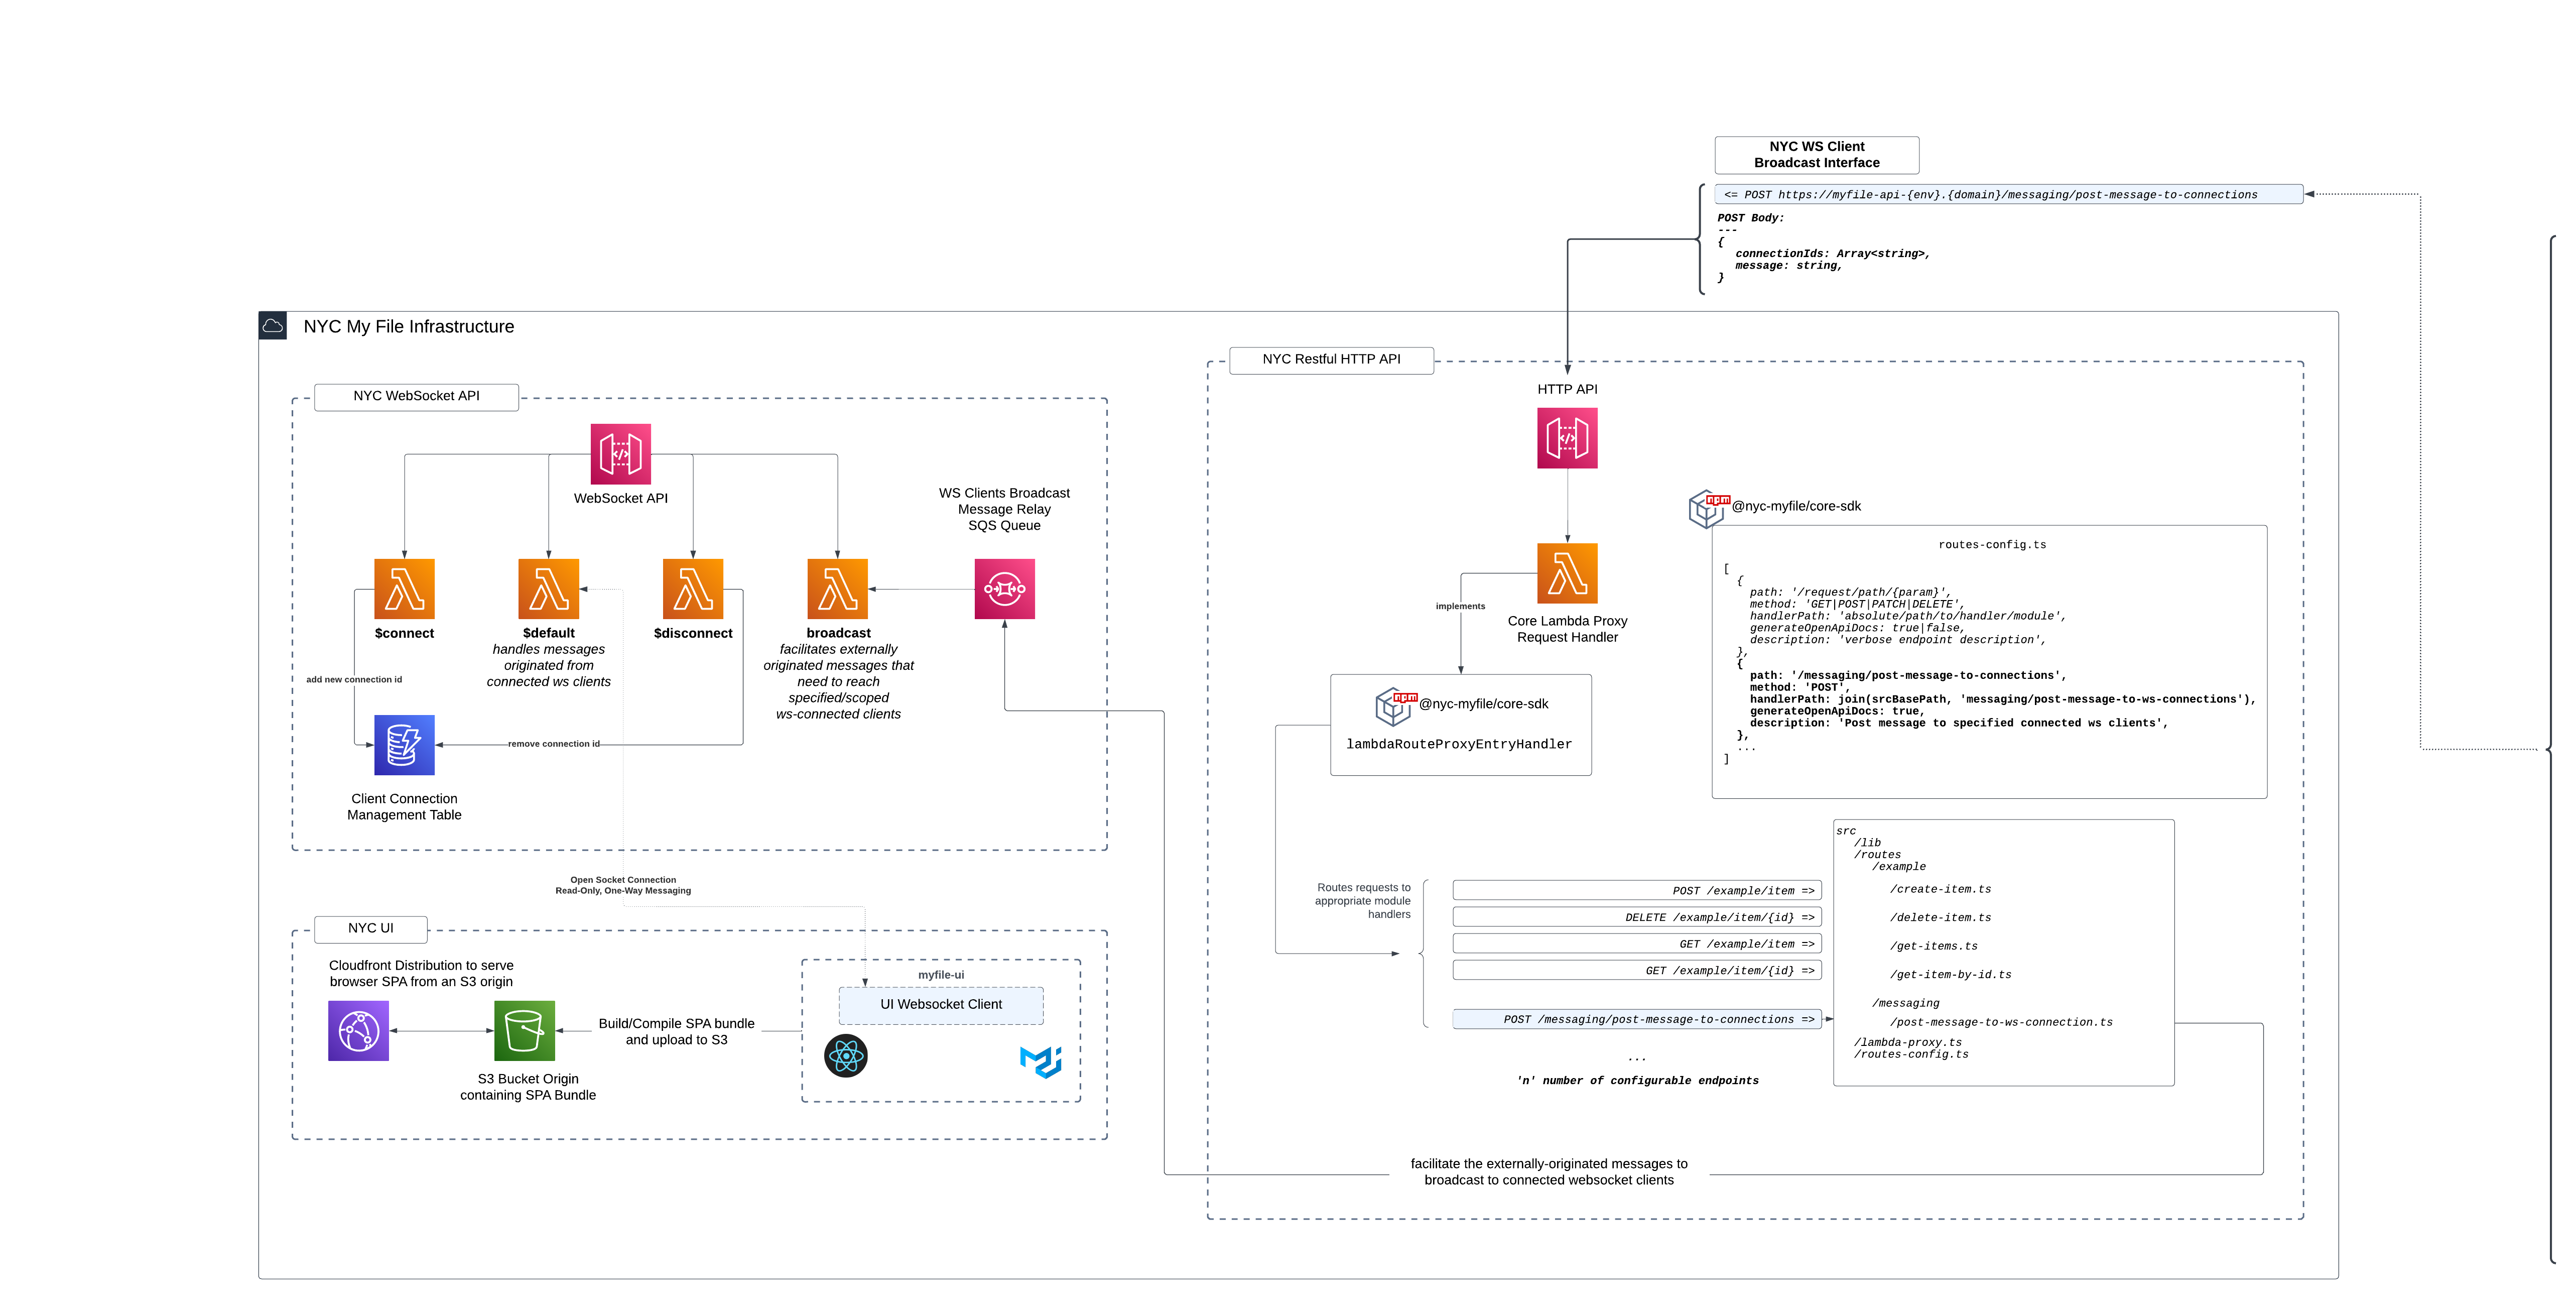 NYC WS Client
Broadcast Interface
<= POST https://myfile-api-{env}.{domain}/messaging/post-message-to-connections
POST Body:
---
{
connectionIds: Array<string>,
message: string,
}
NYC My File Infrastructure
NYC WebSocket API
WebSocket API
WS Clients Broadcast
Message Relay
SQS Queue
$connect
$default
handles messages
originated from
connected ws clients
$disconnect
broadcast
facilitates externally
originated messages that
need to reach
specified/scoped
ws-connected clients
add new connection id
remove connection id
Client Connection
Management Table
Open Socket Connection
Read-Only, One-Way Messaging
NYC UI
Cloudfront Distribution to serve
browser SPA from an S3 origin
S3 Bucket Origin
containing SPA Bundle
Build/Compile SPA bundle
and upload to S3
myfile-ui
UI Websocket Client
NYC Restful HTTP API
HTTP API
Core Lambda Proxy
Request Handler
implements
npm
@nyc-myfile/core-sdk
lambdaRouteProxyEntryHandler
npm
@nyc-myfile/core-sdk
routes-config.ts
[
{
path: '/request/path/{param}',
method: 'GET|POST|PATCH|DELETE',
handlerPath: 'absolute/path/to/handler/module',
generateOpenApiDocs: true|false,
description: 'verbose endpoint description',
},
{
path: '/messaging/post-message-to-connections',
method: 'POST',
handlerPath: join(srcBasePath, 'messaging/post-message-to-ws-connections'),
generateOpenApiDocs: true,
description: 'Post message to specified connected ws clients',
},
...
]
Routes requests to
appropriate module
handlers
POST /example/item =>
DELETE /example/item/{id} =>
GET /example/item =>
GET /example/item/{id} =>
POST /messaging/post-message-to-connections =>
...
'n' number of configurable endpoints
src
/lib
/routes
/example
/create-item.ts
/delete-item.ts
/get-items.ts
/get-item-by-id.ts
/messaging
/post-message-to-ws-connection.ts
/lambda-proxy.ts
/routes-config.ts
facilitate the externally-originated messages to
broadcast to connected websocket clients